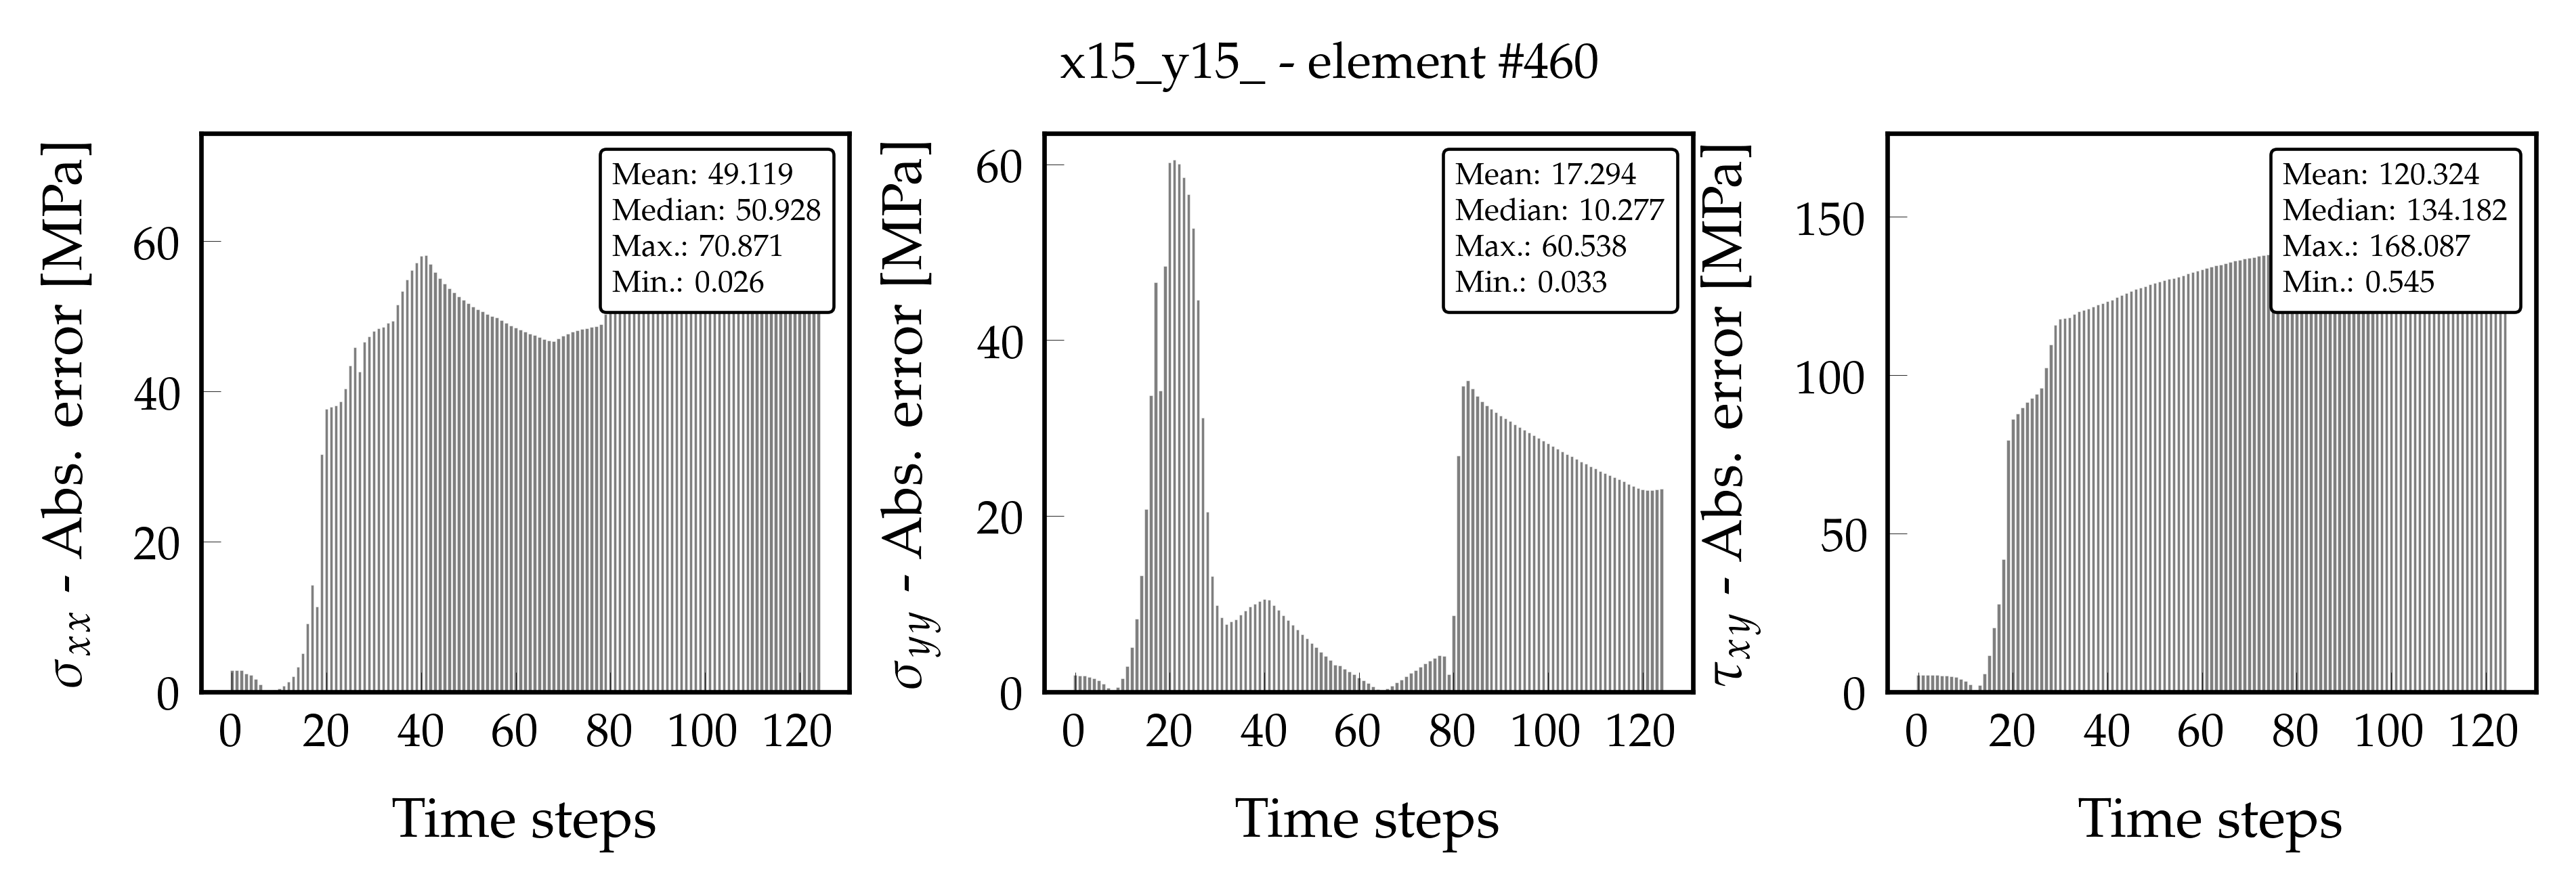 x15_y15_ - element #460
σxx - Abs. error [MPa]
60
40
20
0
Mean: 49.119
Median: 50.928
Max.: 70.871
Min.: 0.026
0 20 40 60 80 100 120
Time steps
σyy - Abs. error [MPa]
60
40
20
0
Mean: 17.294
Median: 10.277
Max.: 60.538
Min.: 0.033
0 20 40 60 80 100 120
Time steps
τxy - Abs. error [MPa]
150
100
50
0
Mean: 120.324
Median: 134.182
Max.: 168.087
Min.: 0.545
0 20 40 60 80 100 120
Time steps